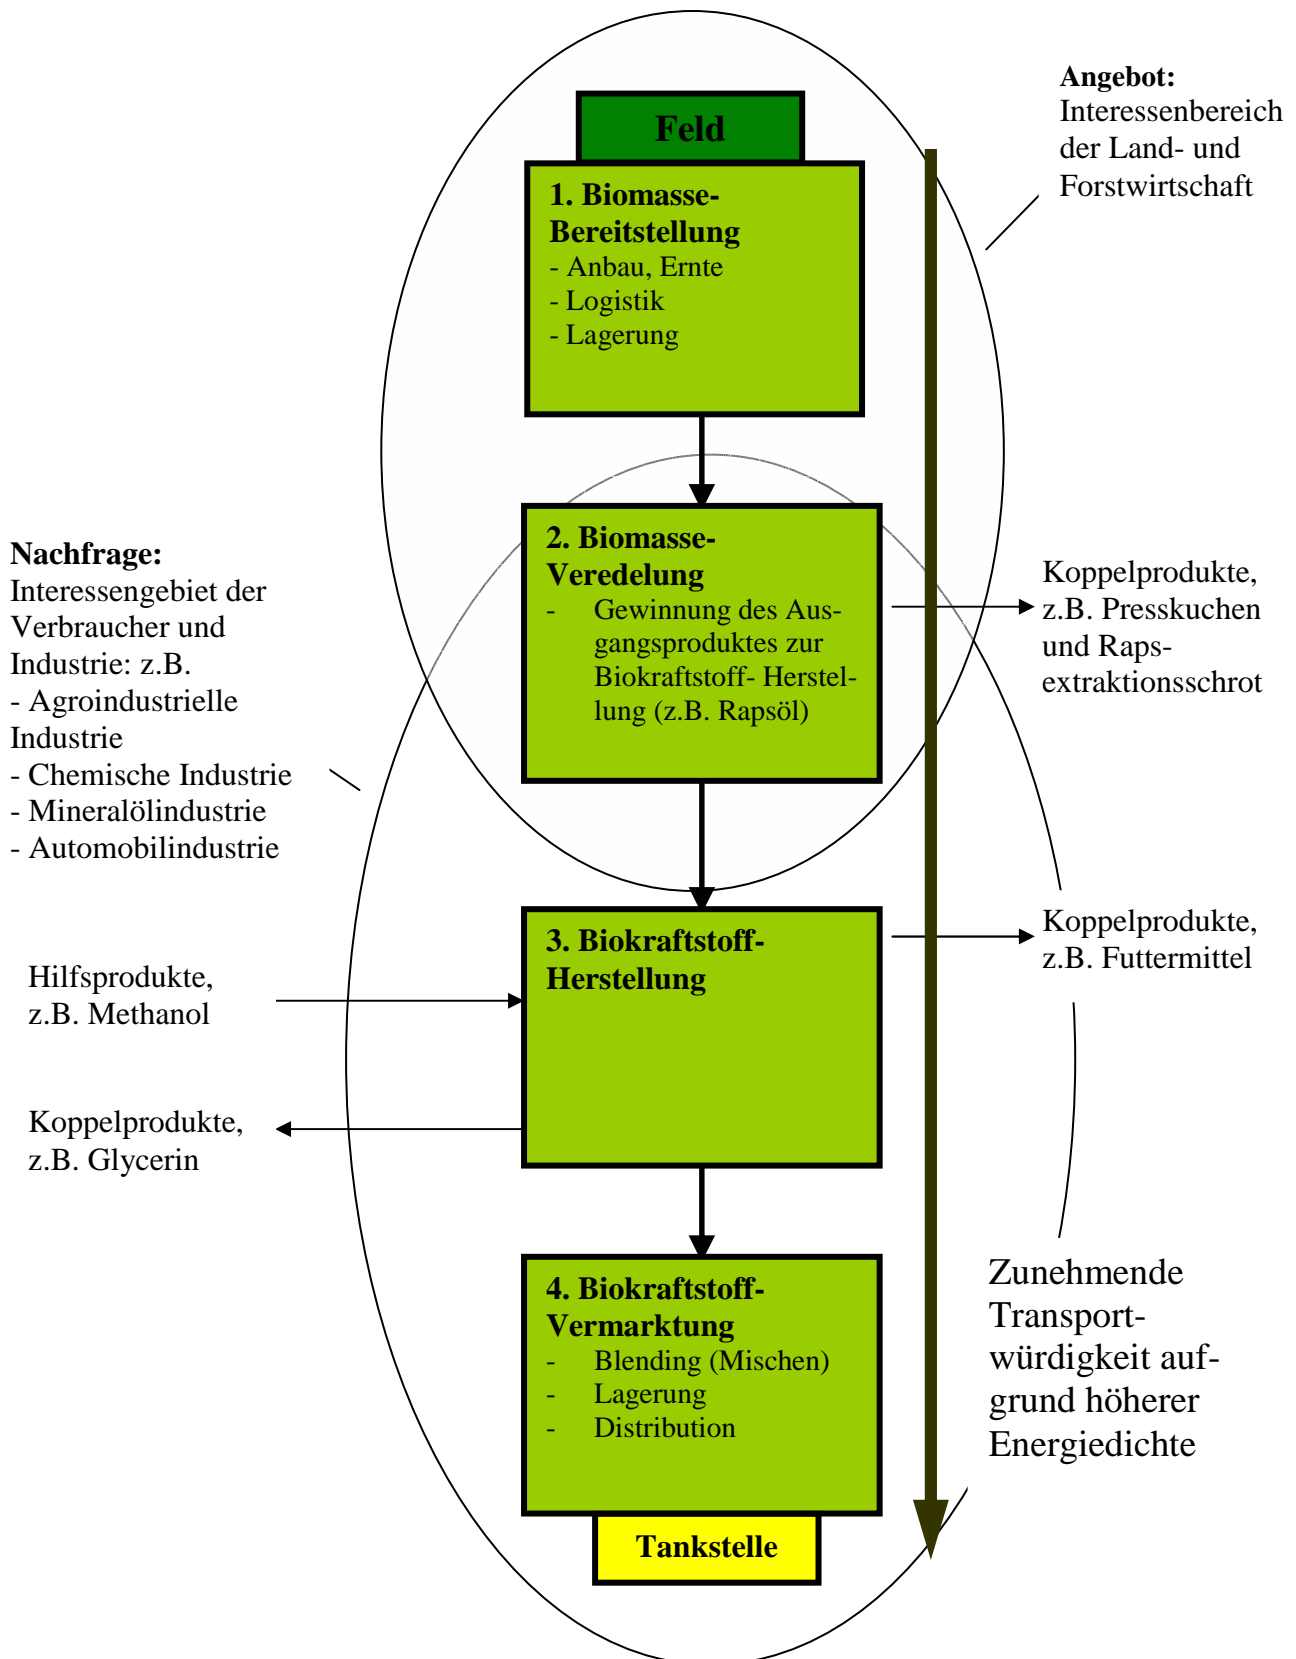 Angebot:
Interessenbereich
der Land- und
Forstwirtschaft
Feld
1. Biomasse-
Bereitstellung
- Anbau, Ernte
- Logistik
- Lagerung
Nachfrage:
Interessengebiet der
Verbraucher und
Industrie: z.B.
- Agroindustrielle
Industrie
- Chemische Industrie
- Mineralölindustrie
- Automobilindustrie
2. Biomasse-
Veredelung
- Gewinnung des Aus-
gangsproduktes zur
Biokraftstoff- Herstel-
lung (z.B. Rapsöl)
Koppelprodukte,
z.B. Presskuchen
und Raps-
extraktionsschrot
3. Biokraftstoff-
Herstellung
Koppelprodukte,
z.B. Futtermittel
Hilfsprodukte,
z.B. Methanol
Koppelprodukte,
z.B. Glycerin
4. Biokraftstoff-
Vermarktung
- Blending (Mischen)
- Lagerung
- Distribution
Zunehmende
Transport-
würdigkeit auf-
grund höherer
Energiedichte
Tankstelle